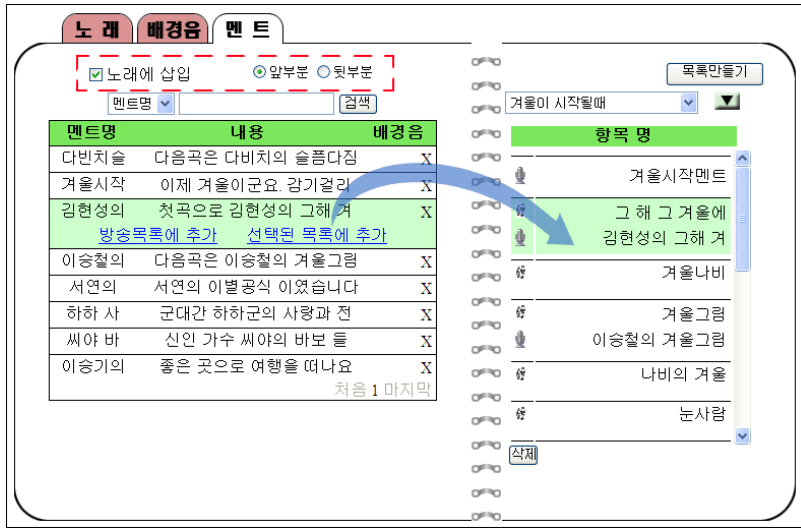 노 래 배경음 멘 트
노래에 삽입 앞부분 뒷부분
멘트명 검색
멘트명 내용 배경음
다빈치슬 다음곡은 다비치의 슬픔다짐 X
겨울시작 이제 겨울이군요. 감기걸리 X
김현성의 첫곡으로 김현성의 그해 겨 X
방송목록에 추가 선택된 목록에 추가
이승철의 다음곡은 이승철의 겨울그림 X
서연의 서연의 이별공식 이였습니다 X
하하 사 군대간 하하군의 사랑과 전 X
씨야 바 신인 가수 씨야의 바보 들 X
이승기의 좋은 곳으로 여행을 떠나요 X
처음 1 마지막
목록만들기
겨울이 시작될때
항목 명
겨울시작멘트
그 해 그 겨울에
김현성의 그해 겨
겨울나비
겨울그림
이승철의 겨울그림
나비의 겨울
눈사람
삭제